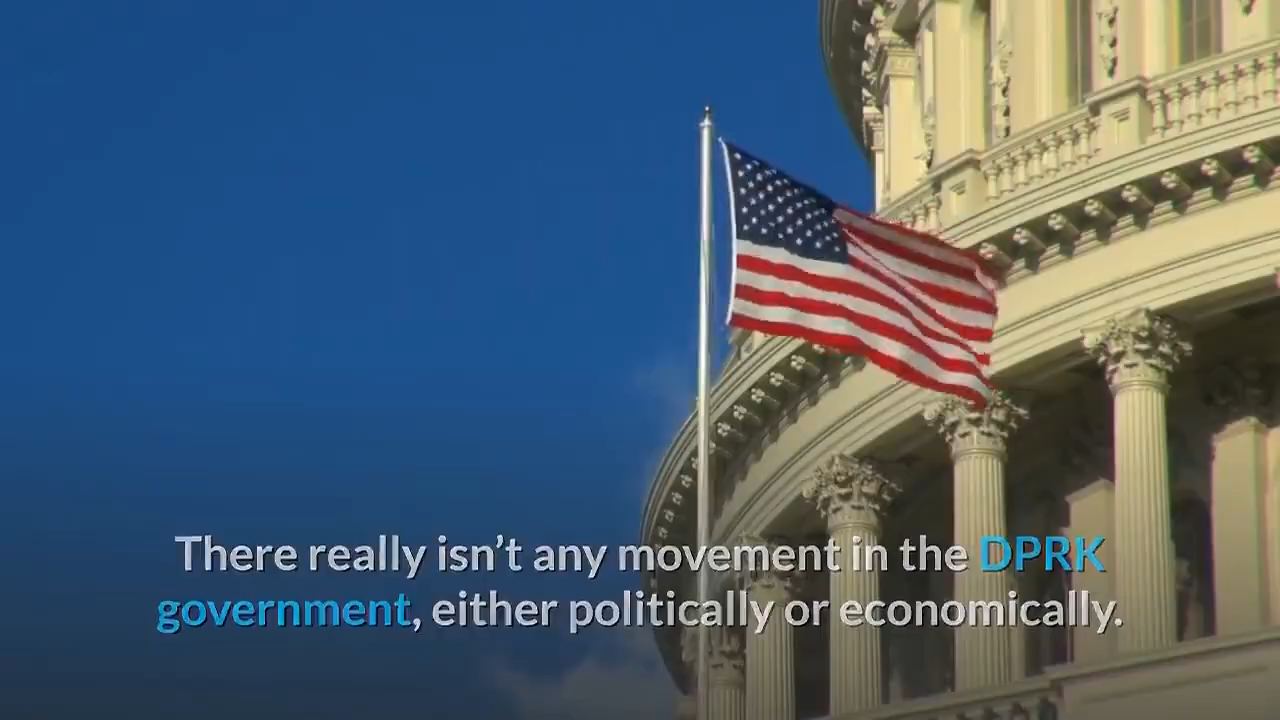 There really isn’t any movement in the DPRK
government, either politically or economically.